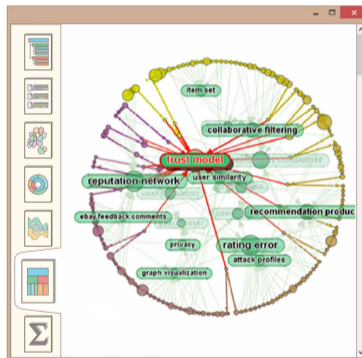 item set
collaborative filtering
trust model
consumer
user similarity
reputation network
recommendation produc
ebay feedback comments
privacy
rating error
attack profiles
graph visualization
Σ